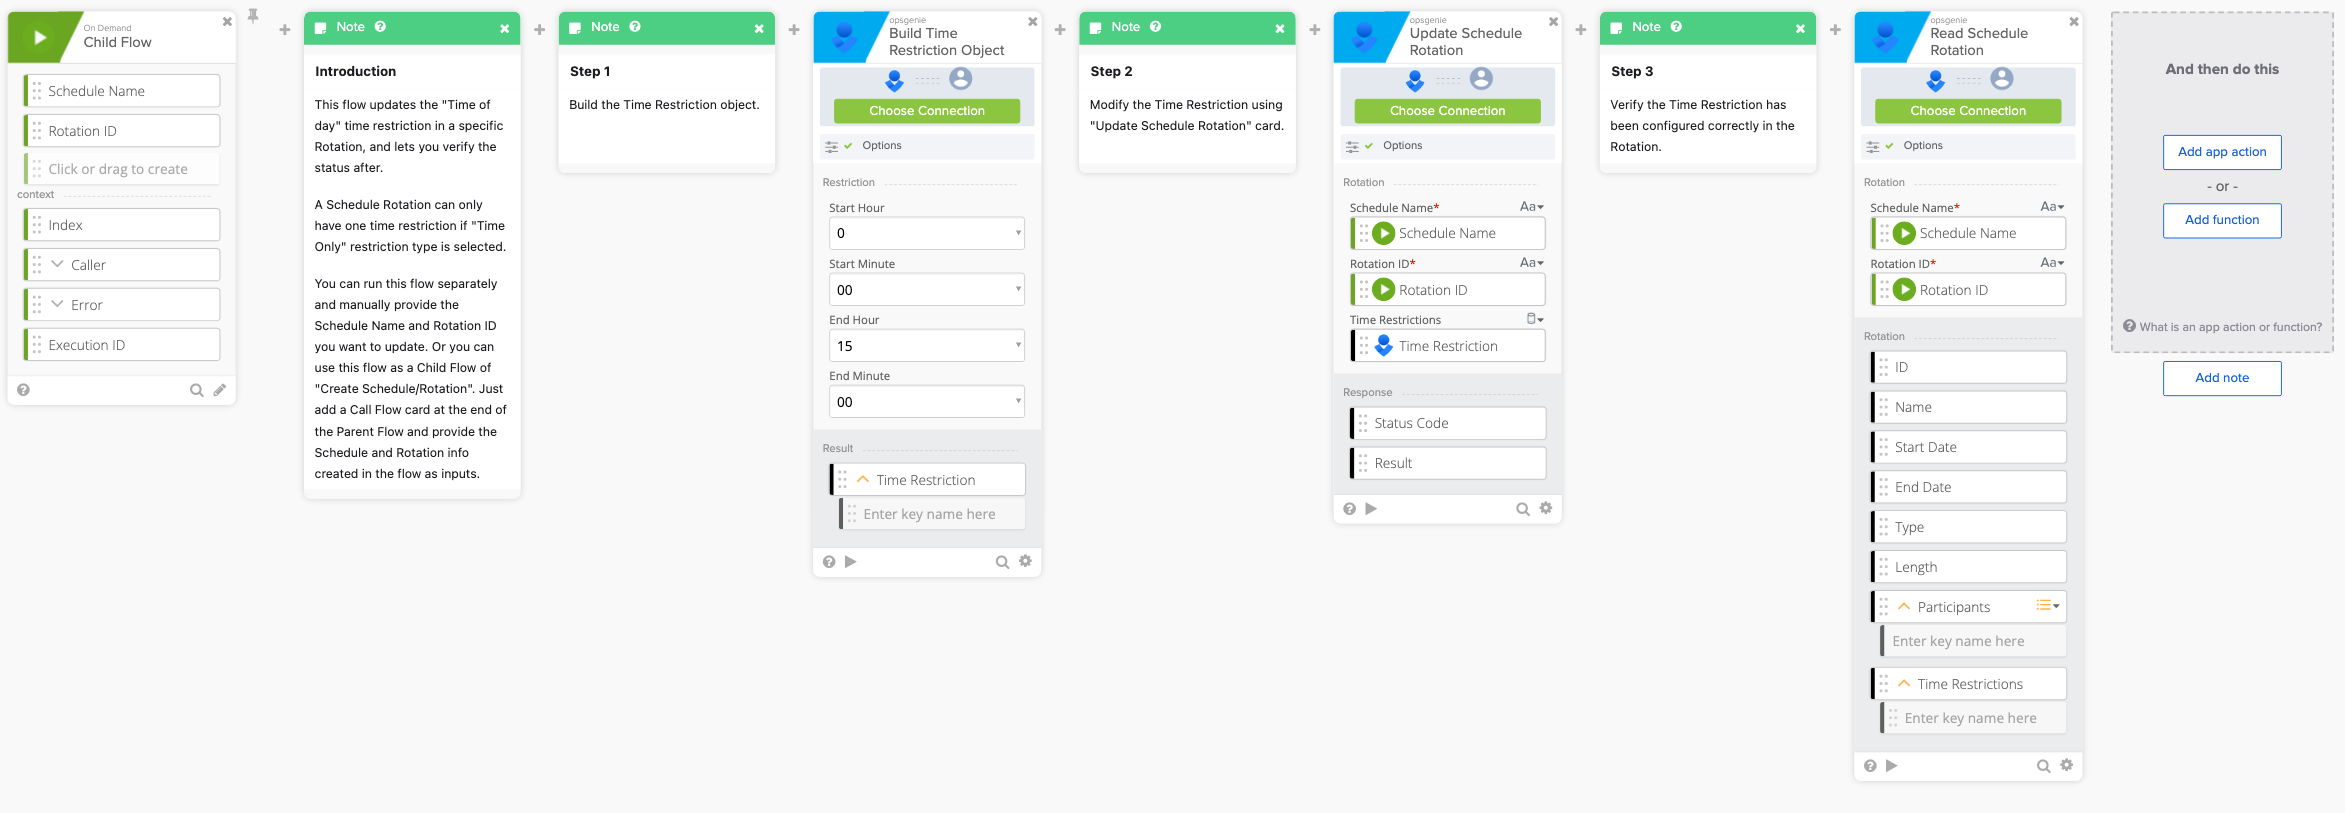 On Demand
Child Flow
Schedule Name
Rotation ID
Click or drag to create
context
Index
Caller
Error
Execution ID
Note
Introduction
This flow updates the "Time of
day" time restriction in a specific
Rotation, and lets you verify the
status after.
A Schedule Rotation can only
have one time restriction if "Time
Only" restriction type is selected.
You can run this flow separately
and manually provide the
Schedule Name and Rotation ID
you want to update. Or you can
use this flow as a Child Flow of
"Create Schedule/Rotation". Just
add a Call Flow card at the end of
the Parent Flow and provide the
Schedule and Rotation info
created in the flow as inputs.
Note
Step 1
Build the Time Restriction object.
opsgenie
Build Time
Restriction Object
Choose Connection
Options
Restriction
Start Hour
0
Start Minute
00
End Hour
15
End Minute
00
Result
Time Restriction
Enter key name here
Note
Step 2
Modify the Time Restriction using
"Update Schedule Rotation" card.
opsgenie
Update Schedule
Rotation
Choose Connection
Options
Rotation
Schedule Name* Aa
Schedule Name
Rotation ID* Aa
Rotation ID
Time Restrictions
Time Restriction
Response
Status Code
Result
Note
Step 3
Verify the Time Restriction has
been configured correctly in the
Rotation.
opsgenie
Read Schedule
Rotation
Choose Connection
Options
Rotation
Schedule Name* Aa
Schedule Name
Rotation ID* Aa
Rotation ID
Rotation
ID
Name
Start Date
End Date
Type
Length
Participants
Enter key name here
Time Restrictions
Enter key name here
And then do this
Add app action
- or -
Add function
What is an app action or function?
Add note